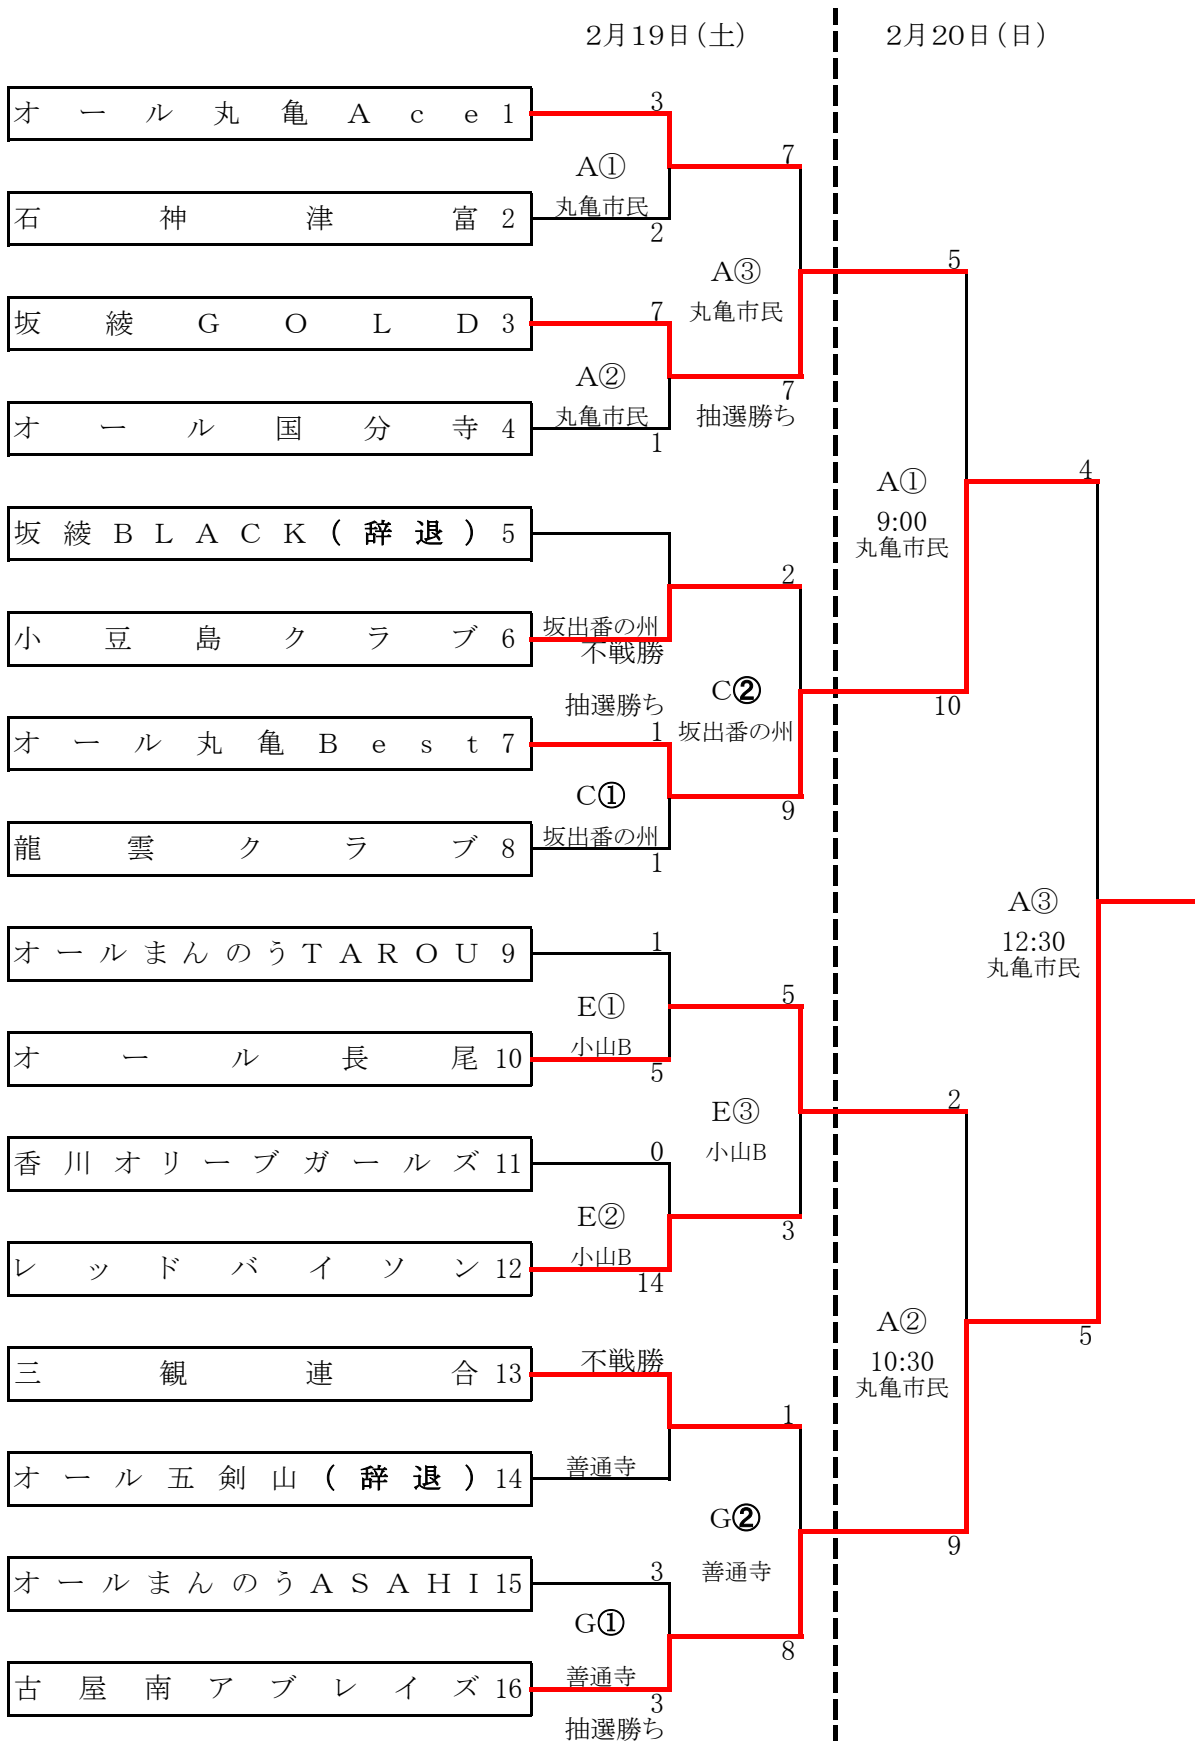 2月19日(土)
2月20日(日)
オール丸亀Ace 1
3
A①
7
丸亀市民
石神津富 2
2
A③
5
丸亀市民
坂綾GOLD 3
7
A②
7
丸亀市民
抽選勝ち
オール国分寺 4
1
4
A①
9:00
丸亀市民
坂綾BLACK(辞退) 5
2
坂出番の州
小豆島クラブ 6
不戦勝
C②
抽選勝ち
10
坂出番の州
1
オール丸亀Best 7
C①
9
坂出番の州
龍雲クラブ 8
1
A③
12:30
丸亀市民
オールまんのうTAROU 9
1
5
E①
小山B
オール長尾 10
5
2
E③
小山B
香川オリーブガールズ 11
0
E②
3
小山B
レッドバイソン 12
14
A②
10:30
丸亀市民
5
不戦勝
三観連合 13
1
善通寺
オール五剣山(辞退) 14
G②
9
善通寺
3
オールまんのうASAHI 15
G①
8
善通寺
古屋南アブレイズ 16
3
抽選勝ち